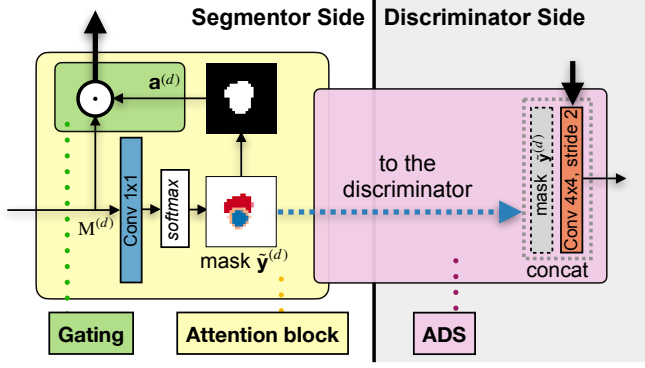 Segmentor Side
Discriminator Side
a^(d)
M^(d)
Conv 1x1
softmax
mask ỹ^(d)
to the
discriminator
mask ỹ^(d)
Conv 4x4, stride 2
concat
Gating
Attention block
ADS